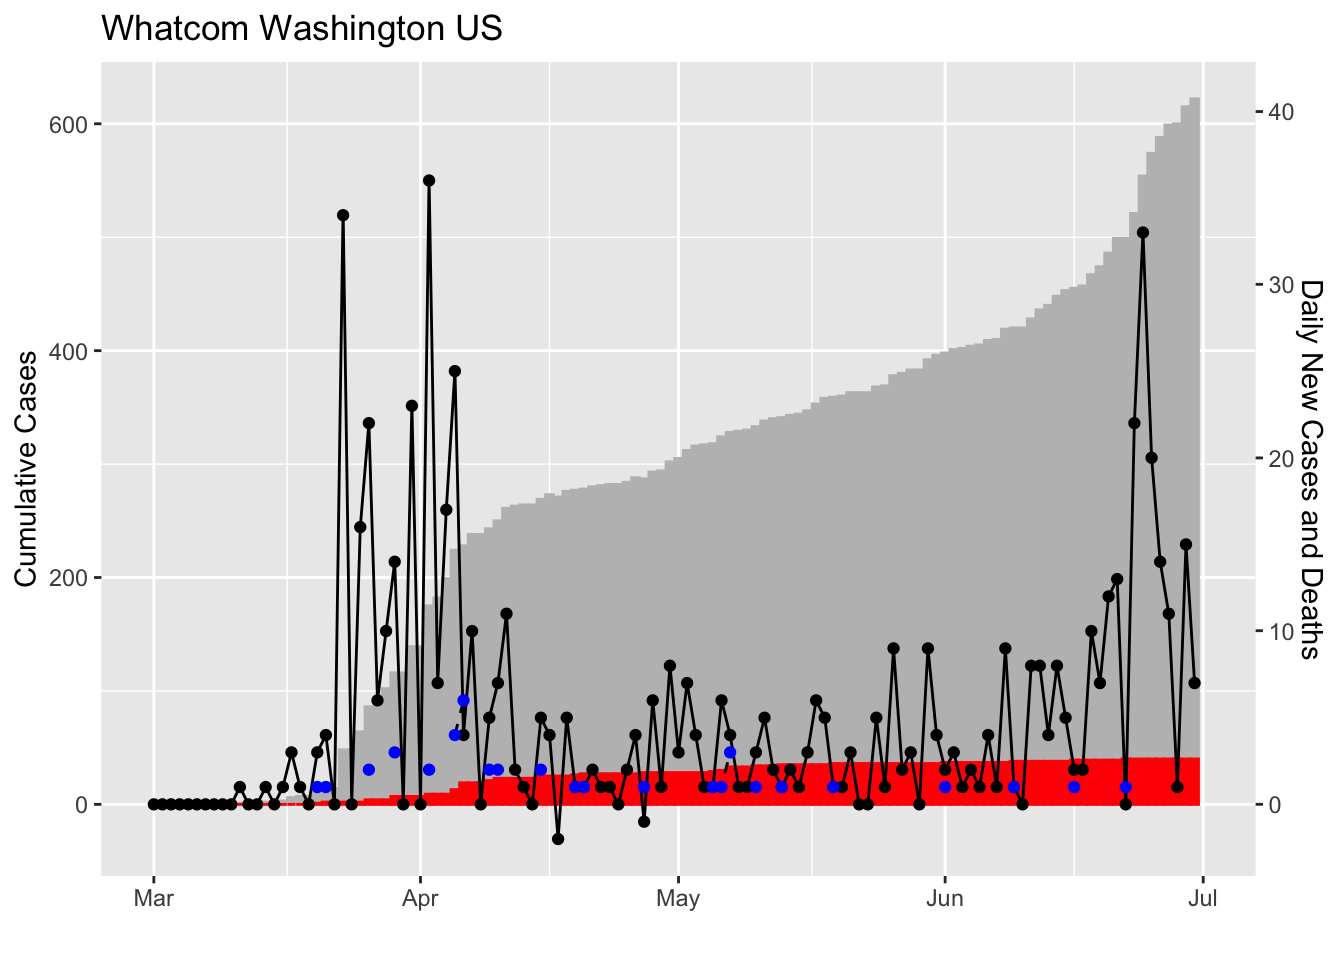 Whatcom Washington US
Cumulative Cases
600
400
200
0
40
30
20
10
0
Daily New Cases and Deaths
Mar
Apr
May
Jun
Jul